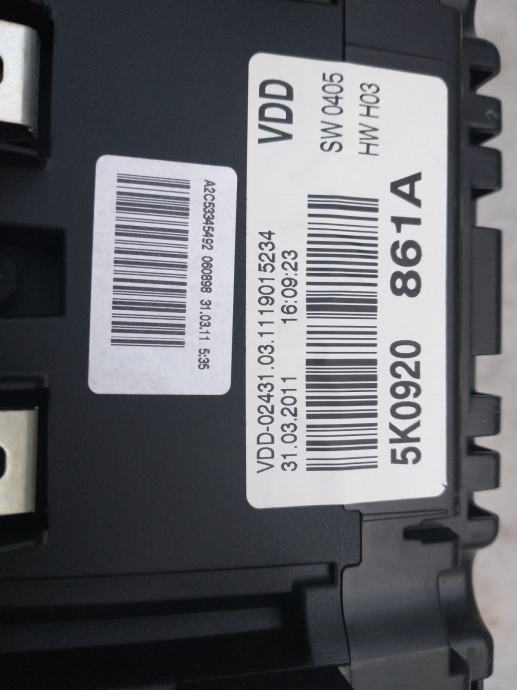 A2C53345492 060898 31.03.11 5:35
VDD
SW 0405
HW H03
VDD-02431.03.1119015234
31.03.2011 16:09:23
5K0920 861A